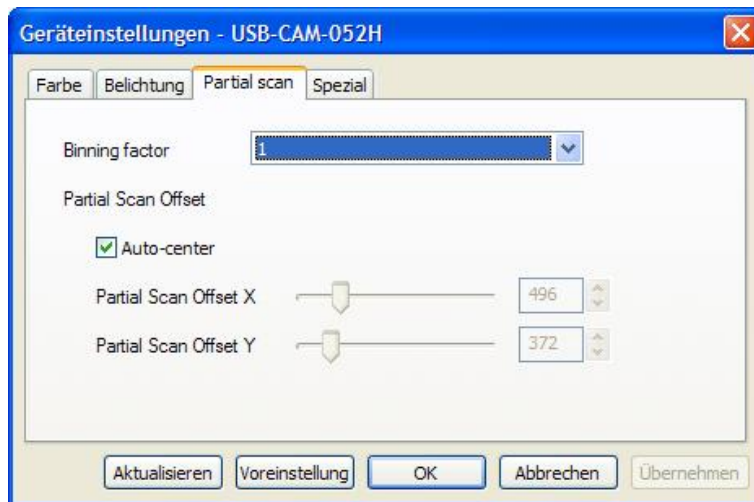 Geräteinstellungen - USB-CAM-052H
Farbe Belichtung Partial scan Spezial
Binning factor 1
Partial Scan Offset
Auto-center
Partial Scan Offset X 496
Partial Scan Offset Y 372
Aktualisieren Voreinstellung OK Abbrechen Übernehmen